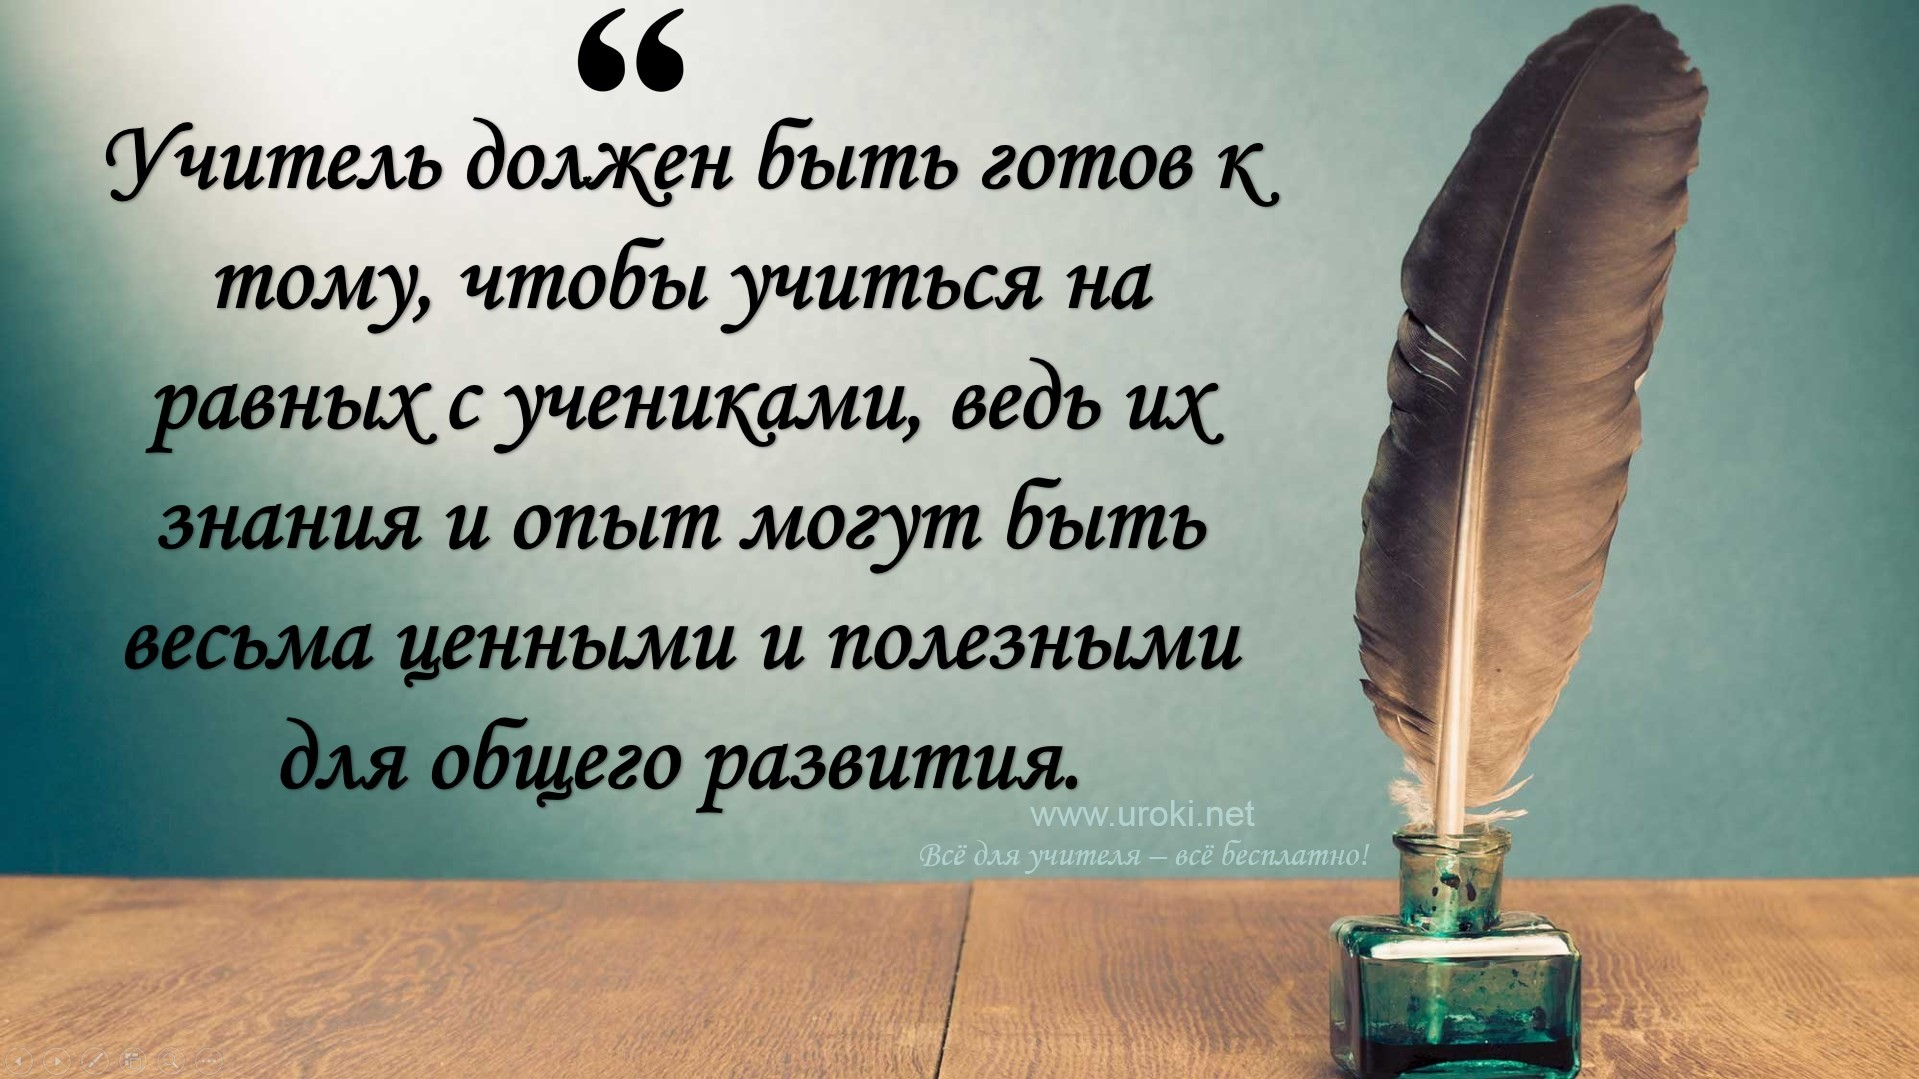 “
Учитель должен быть готов к
тому, чтобы учиться на
равных с учениками, ведь их
знания и опыт могут быть
весьма ценными и полезными
для общего развития.
www.uroki.net
Всё для учителя – всё бесплатно!